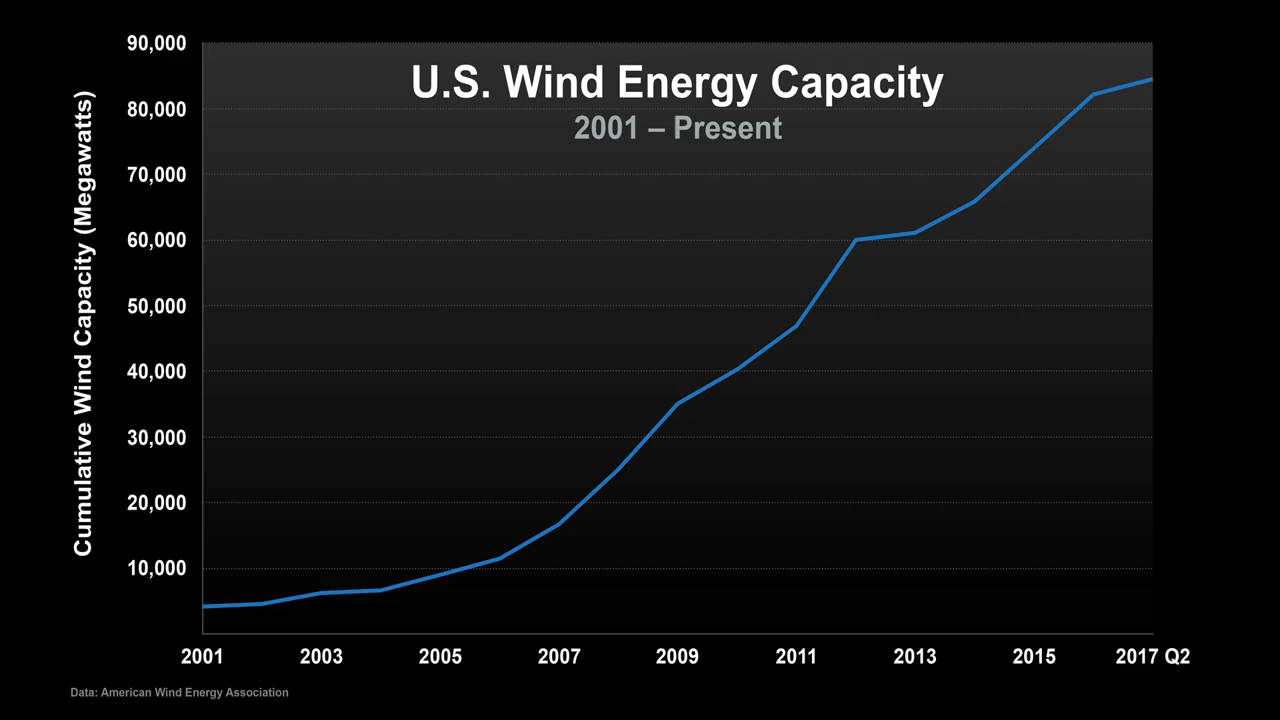 U.S. Wind Energy Capacity
2001 – Present
Cumulative Wind Capacity (Megawatts)
90,000
80,000
70,000
60,000
50,000
40,000
30,000
20,000
10,000
2001 2003 2005 2007 2009 2011 2013 2015 2017 Q2
Data: American Wind Energy Association